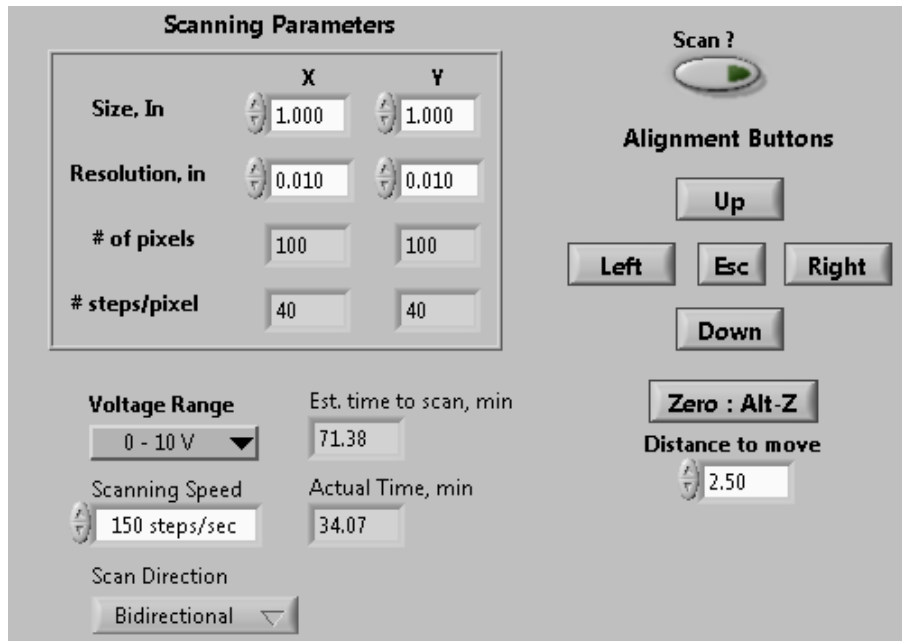 Scanning Parameters
X Y
Size, In 1.000 1.000
Resolution, in 0.010 0.010
# of pixels 100 100
# steps/pixel 40 40
Voltage Range
0 - 10 V
Scanning Speed
150 steps/sec
Scan Direction
Bidirectional
Est. time to scan, min
71.38
Actual Time, min
34.07
Scan ?
Alignment Buttons
Up
Left Esc Right
Down
Zero : Alt-Z
Distance to move
2.50